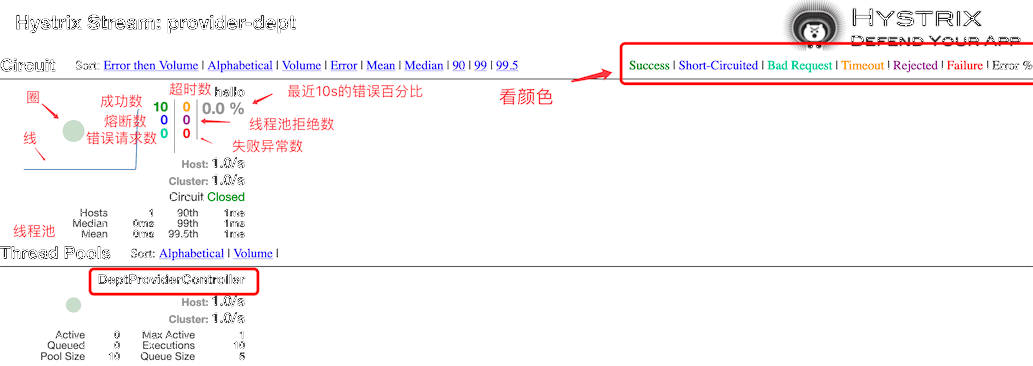 Hystrix Stream: provider-dept
HYSTRIX
DEFEND YOUR APP
Circuit Sort: Error then Volume | Alphabetical | Volume | Error | Mean | Median | 90 | 99 | 99.5
Success | Short-Circuited | Bad Request | Timeout | Rejected | Failure | Error %
看颜色
圈
线
成功数
熔断数
错误请求数
超时数
hello
最近10s的错误百分比
线程池拒绝数
失败异常数
10 0 0.0 %
0 0
0 0
Host: 1.0/s
Cluster: 1.0/s
Circuit Closed
Hosts 1 90th 1ms
Median 0ms 99th 1ms
Mean 0ms 99.5th 1ms
线程池
Thread Pools Sort: Alphabetical | Volume |
DeptProviderController
Host: 1.0/s
Cluster: 1.0/s
Active 0 Max Active 1
Queued 0 Executions 10
Pool Size 10 Queue Size 5